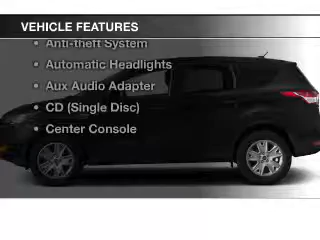 VEHICLE FEATURES
• Anti-theft System
• Automatic Headlights
• Aux Audio Adapter
• CD (Single Disc)
• Center Console